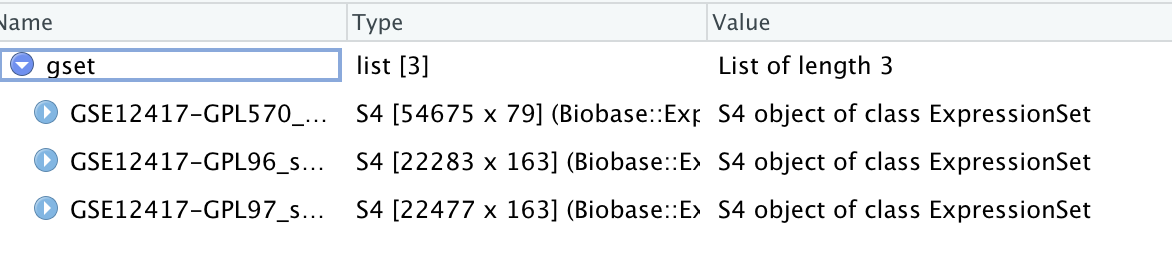 Name Type Value
gset list [3] List of length 3
GSE12417-GPL570_... S4 [54675 x 79] (Biobase::Exp S4 object of class ExpressionSet
GSE12417-GPL96_s... S4 [22283 x 163] (Biobase::Ex S4 object of class ExpressionSet
GSE12417-GPL97_s... S4 [22477 x 163] (Biobase::Ex S4 object of class ExpressionSet